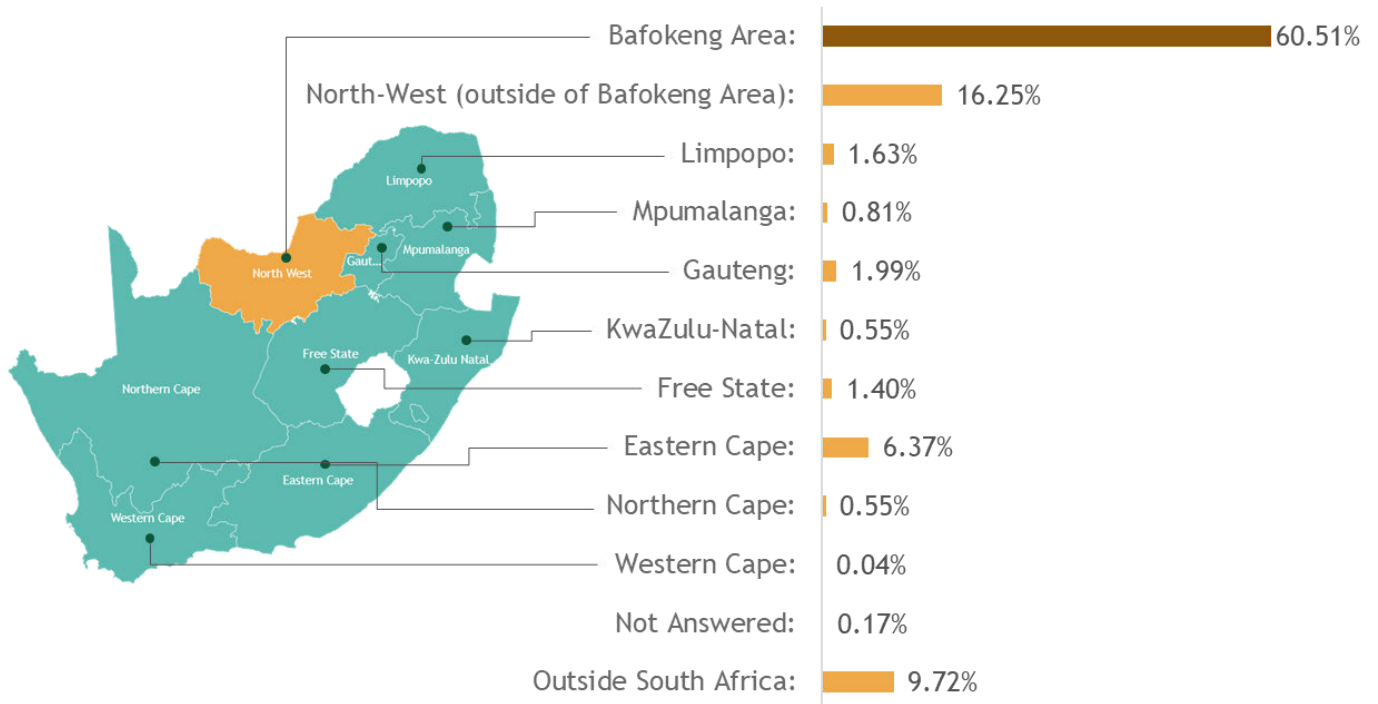 Bafokeng Area: 60.51%
North-West (outside of Bafokeng Area): 16.25%
Limpopo: 1.63%
Mpumalanga: 0.81%
Gauteng: 1.99%
KwaZulu-Natal: 0.55%
Free State: 1.40%
Eastern Cape: 6.37%
Northern Cape: 0.55%
Western Cape: 0.04%
Not Answered: 0.17%
Outside South Africa: 9.72%
Limpopo
Mpumalanga
Gaut...
North West
Free State
Kwa-Zulu Natal
Northern Cape
Eastern Cape
Western Cape